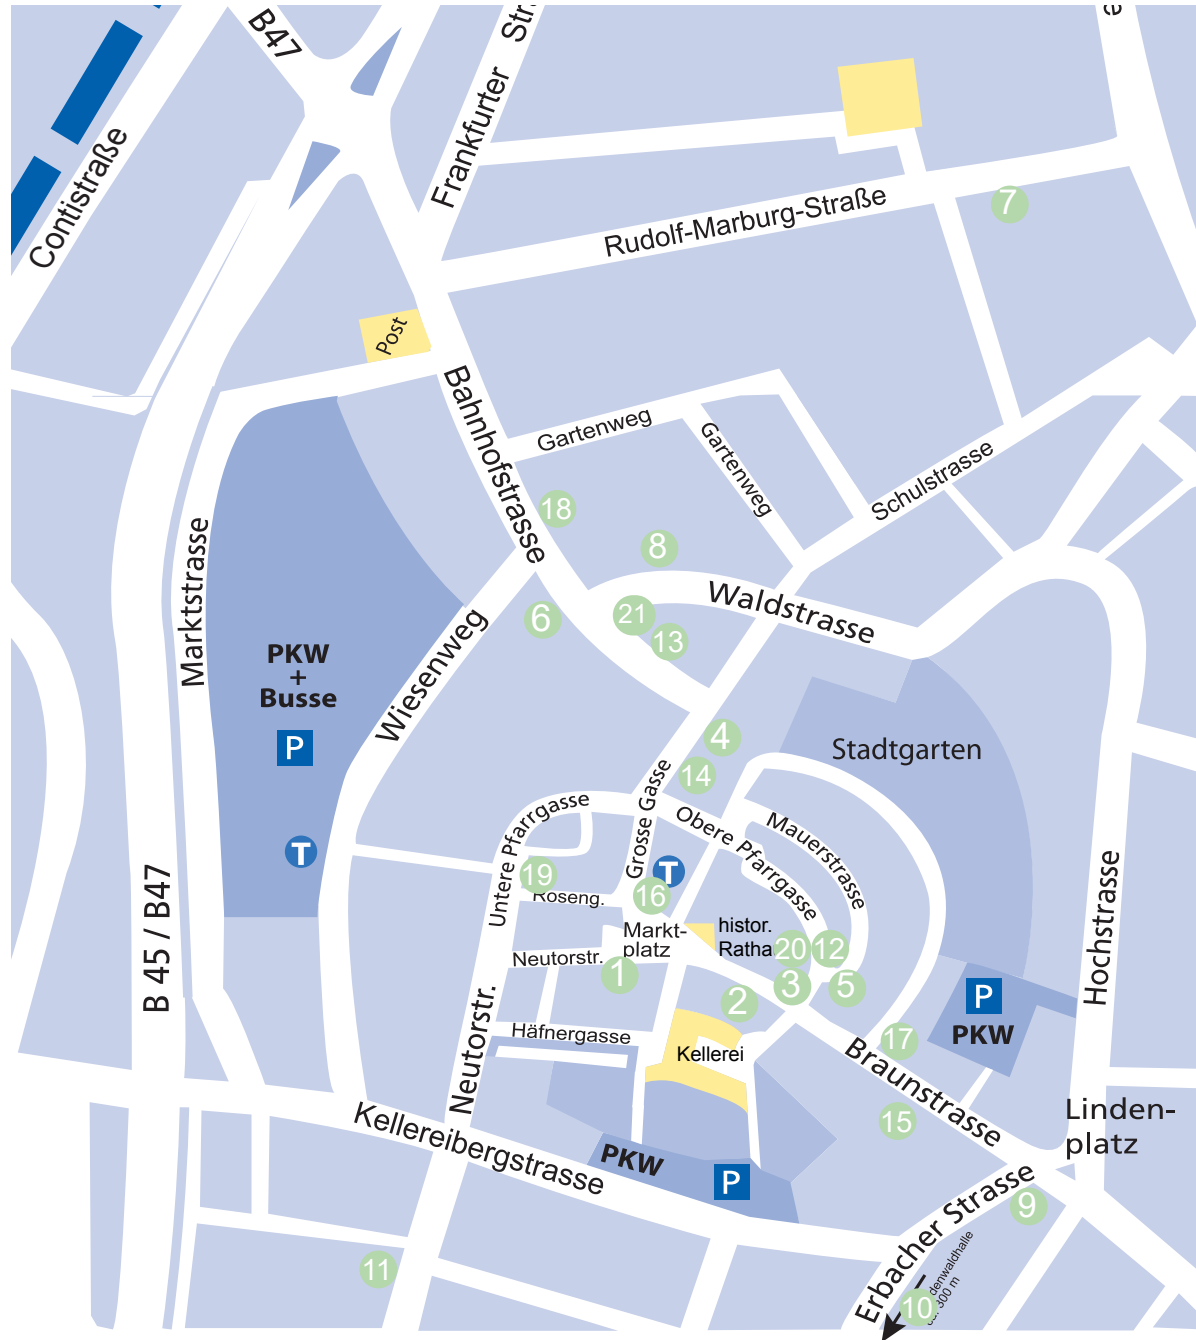 B47
Frankfurter Str
e
Contistraße
7
Rudolf-Marburg-Straße
Post
Bahnhofstrasse
Gartenweg
Gartenweg
Schulstrasse
18
8
Marktstrasse
Waldstrasse
6
21
13
PKW
+
Busse
P
Wiesenweg
4
14
Stadtgarten
Grosse Gasse
Untere Pfarrgasse
Obere Pfarrgasse
Mauerstrasse
T
T
19
16
Roseng.
B 45 / B47
Markt-
platz
histor.
Ratha
20
12
Neutorstr.
1
2
3
5
Hochstrasse
P
PKW
Neutorstr.
Häfnergasse
Kellerei
17
Braunstrasse
15
Linden-
platz
Kellereibergstrasse
PKW
P
Erbacher Strasse
9
11
10
denwaldhalle
300 m